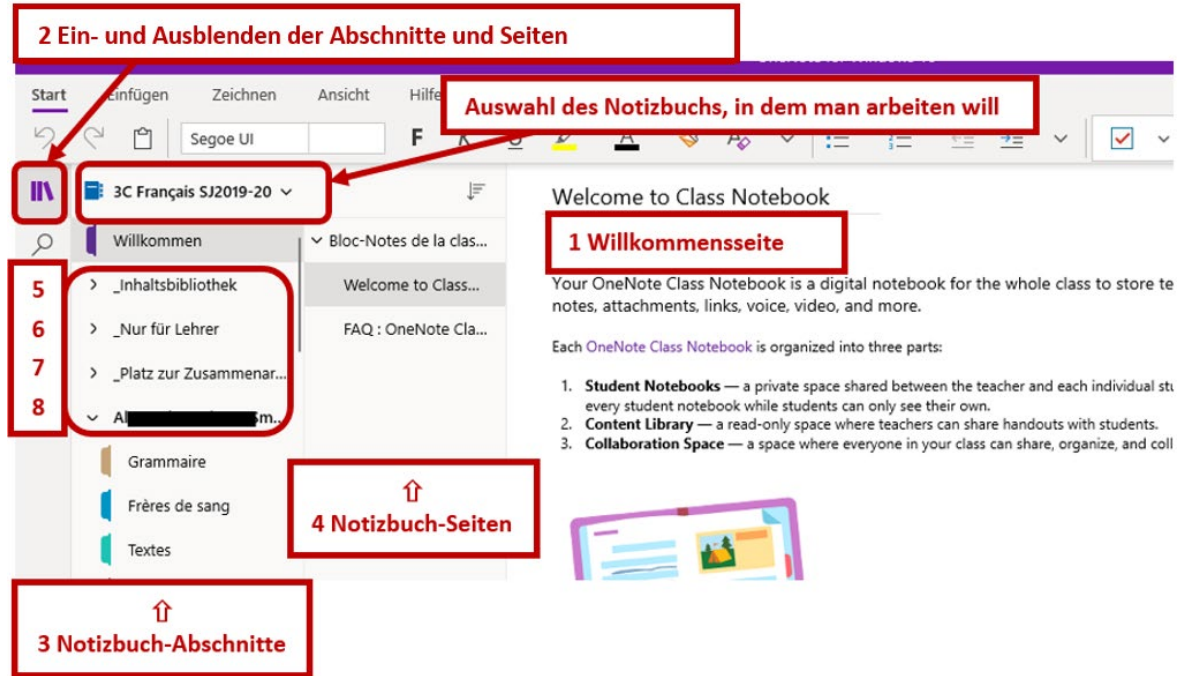 2 Ein- und Ausblenden der Abschnitte und Seiten
Start Einfügen Zeichnen Ansicht Hilfe
Auswahl des Notizbuchs, in dem man arbeiten will
Segoe UI F K U A
3C Français SJ2019-20
Welcome to Class Notebook
Willkommen
Bloc-Notes de la clas...
1 Willkommensseite
5 _Inhaltsbibliothek
Welcome to Class...
Your OneNote Class Notebook is a digital notebook for the whole class to store te
notes, attachments, links, voice, video, and more.
6 _Nur für Lehrer
FAQ : OneNote Cla...
Each OneNote Class Notebook is organized into three parts:
7 _Platz zur Zusammenar...
8 Al m...
1. Student Notebooks — a private space shared between the teacher and each individual stu
every student notebook while students can only see their own.
2. Content Library — a read-only space where teachers can share handouts with students.
3. Collaboration Space — a space where everyone in your class can share, organize, and coll
Grammaire
Frères de sang
Textes
⇧
4 Notizbuch-Seiten
⇧
3 Notizbuch-Abschnitte